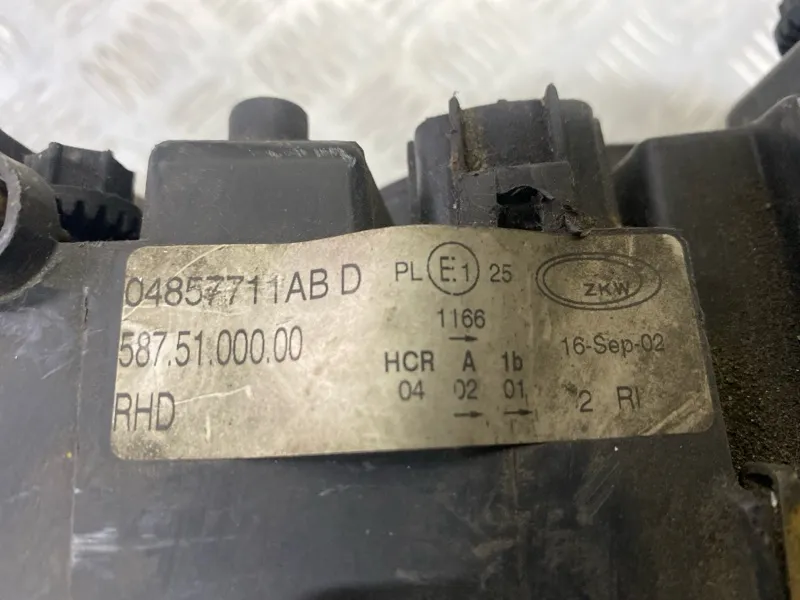 04857711AB D
587.51.000.00
RHD
PL E1 25
1166
→
HCR A 1b
04 02 01
→ →
ZKW
16-Sep-02
2 RI